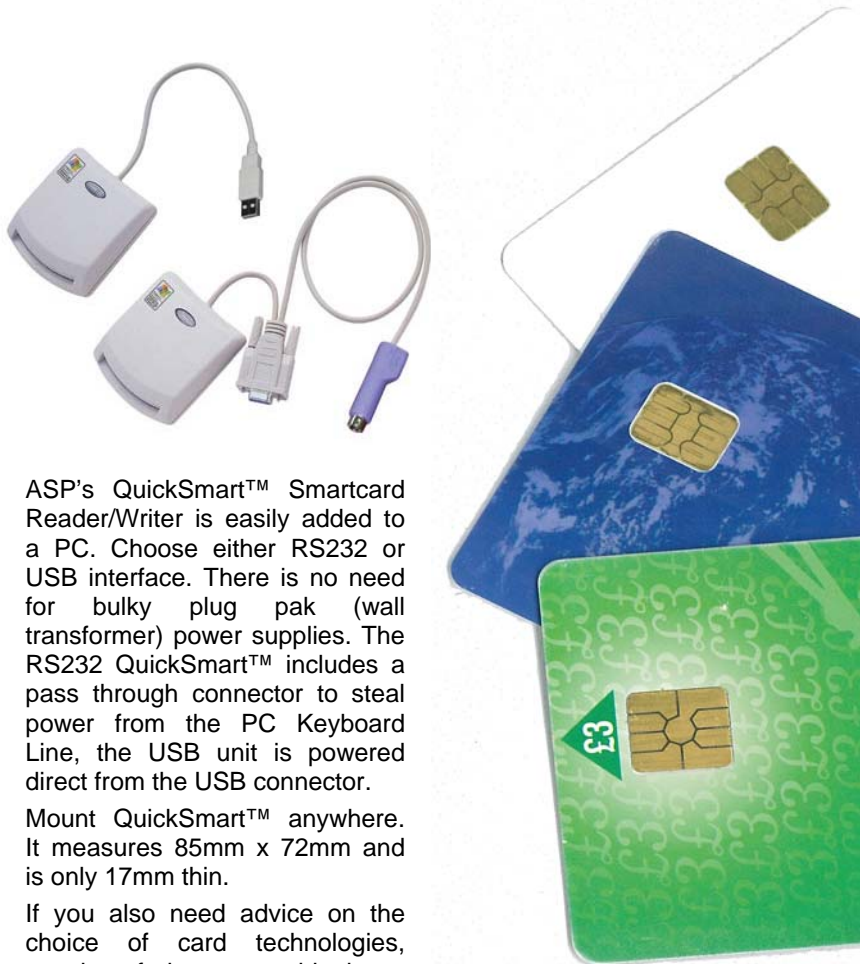 ASP's QuickSmart™ Smartcard
Reader/Writer is easily added to
a PC. Choose either RS232 or
USB interface. There is no need
for bulky plug pak (wall
transformer) power supplies. The
RS232 QuickSmart™ includes a
pass through connector to steal
power from the PC Keyboard
Line, the USB unit is powered
direct from the USB connector.
Mount QuickSmart™ anywhere.
It measures 85mm x 72mm and
is only 17mm thin.
If you also need advice on the
choice of card technologies,
£3